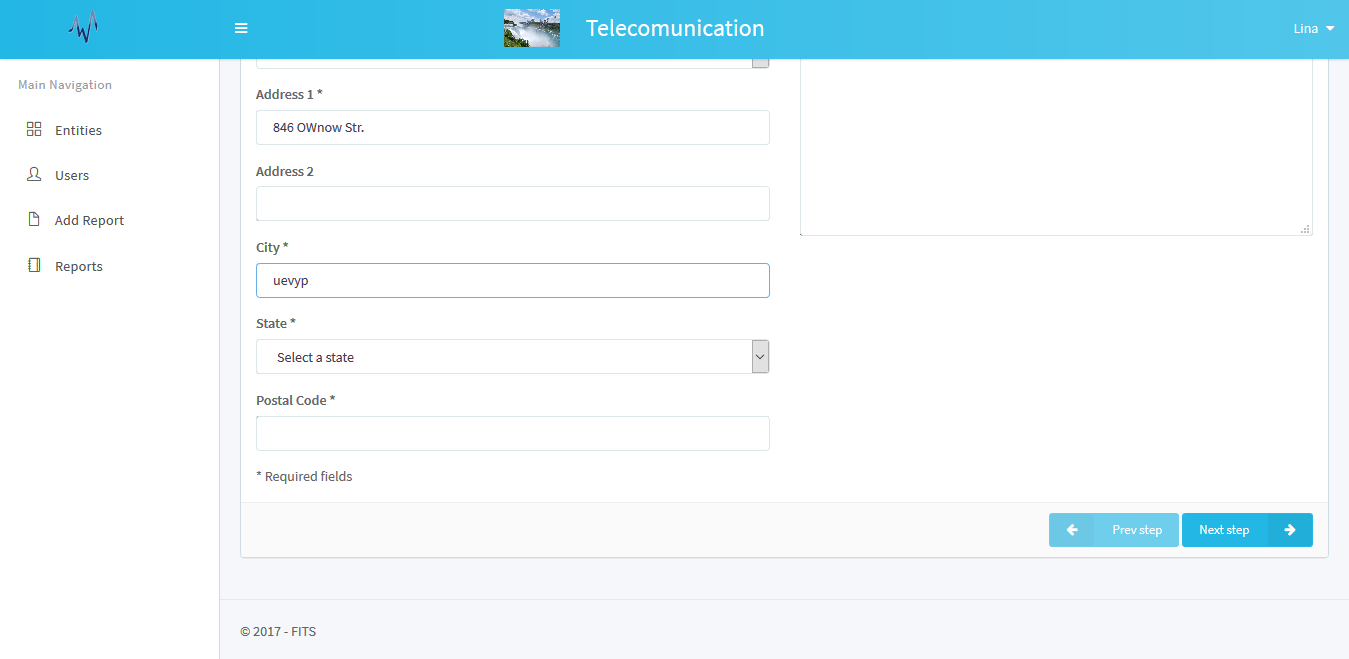 Telecomunication
Lina
Main Navigation
Entities
Users
Add Report
Reports
Address 1 *
846 OWnow Str.
Address 2
City *
uevyp
State *
Select a state
Postal Code *
* Required fields
Prev step
Next step
© 2017 - FITS